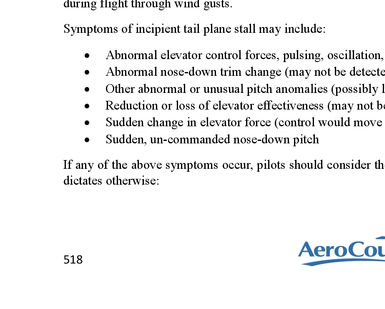 during flight through wind gusts.
Symptoms of incipient tail plane stall may include:
• Abnormal elevator control forces, pulsing, oscillation,
• Abnormal nose-down trim change (may not be detecte
• Other abnormal or unusual pitch anomalies (possibly l
• Reduction or loss of elevator effectiveness (may not be
• Sudden change in elevator force (control would move
• Sudden, un-commanded nose-down pitch
If any of the above symptoms occur, pilots should consider the
dictates otherwise:
518
AeroCou